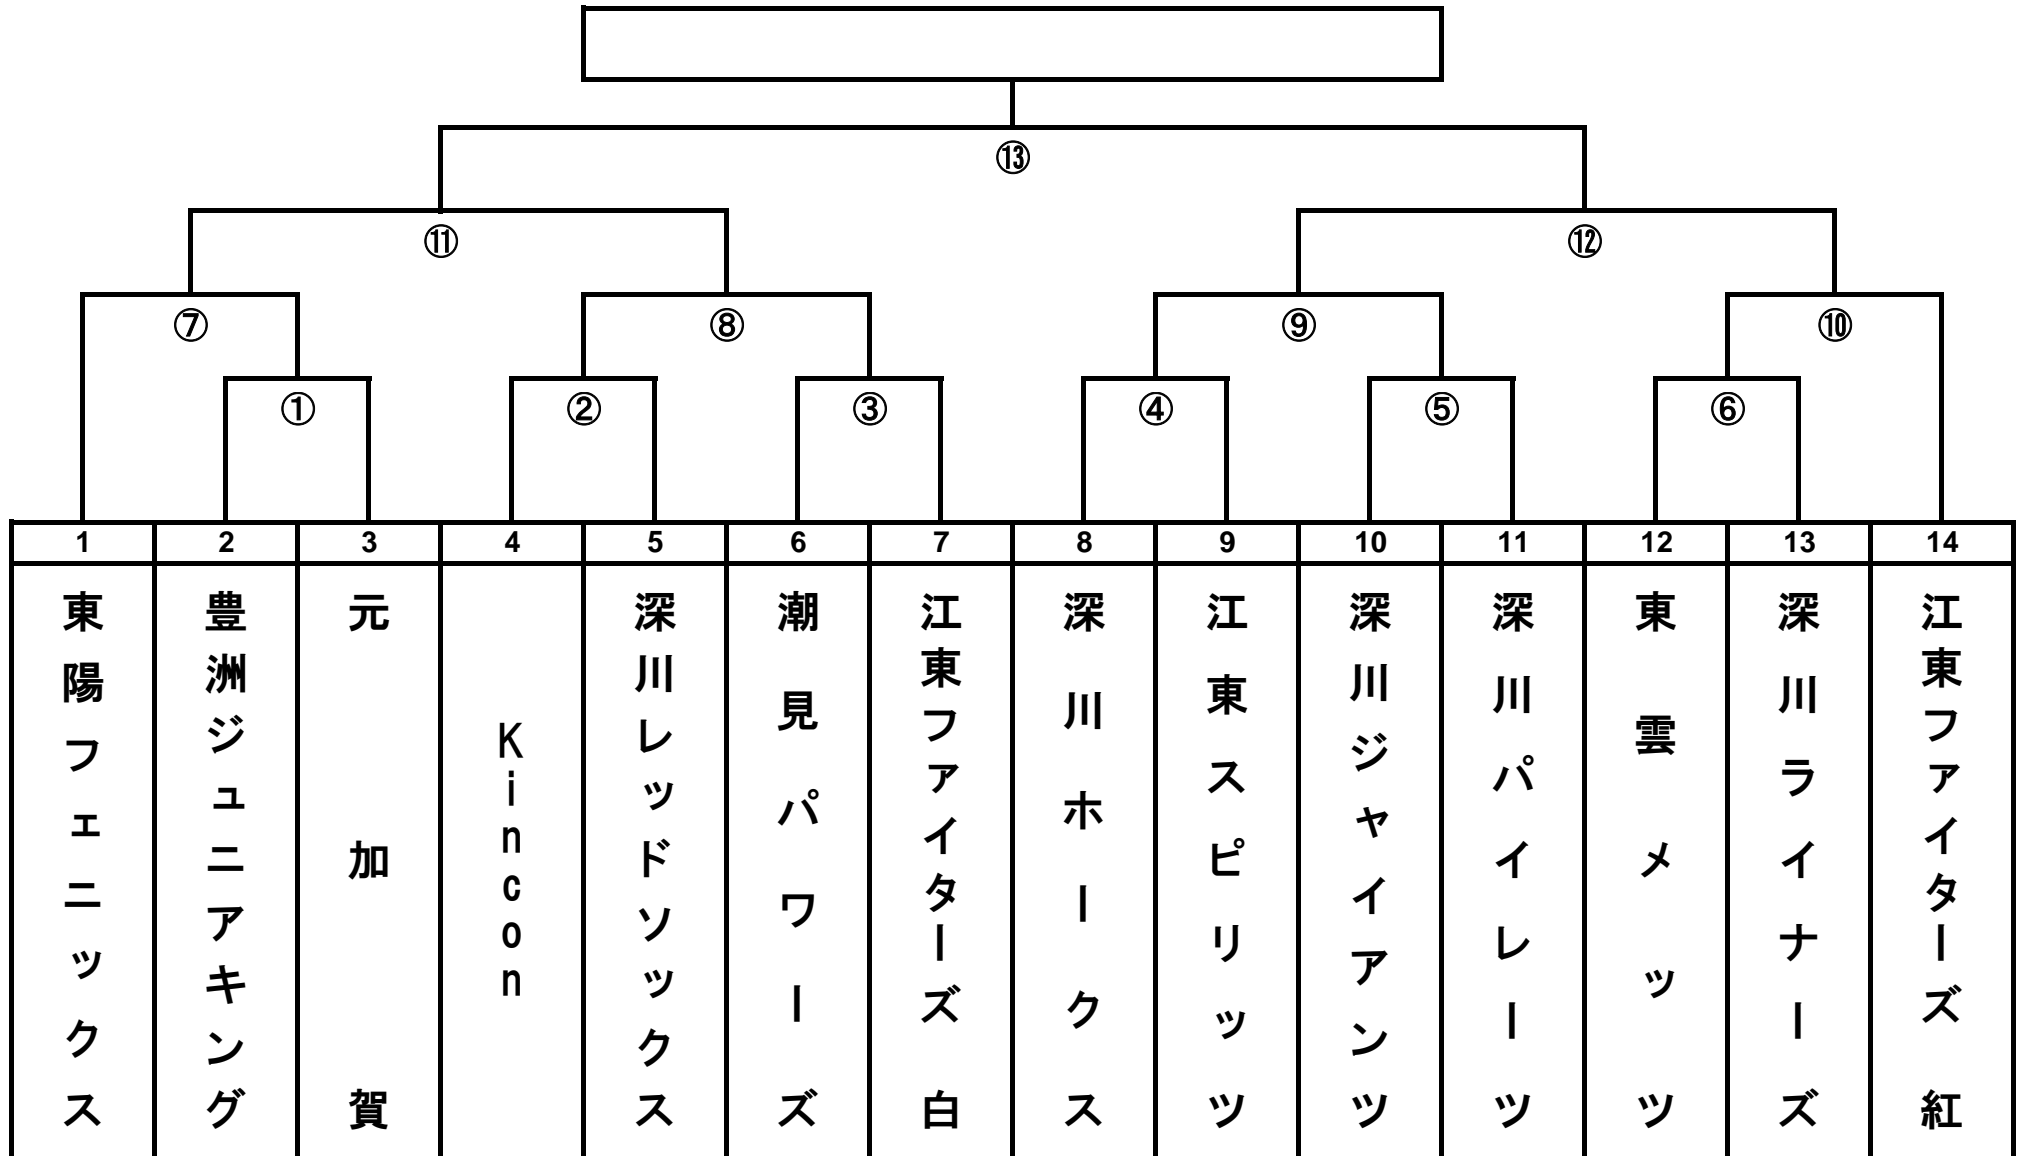 ⑬
⑪
⑫
⑦
⑧
⑨
⑩
①
②
③
④
⑤
⑥
1
2
3
4
5
6
7
8
9
10
11
12
13
14
東陽フェニックス
豊洲ジュニアキング
元加賀
Kincon
深川レッドソックス
潮見パワーズ
江東ファイターズ白
深川ホークス
江東スピリッツ
深川ジャイアンツ
深川パイレーツ
東雲メッツ
深川ライナーズ
江東ファイターズ紅